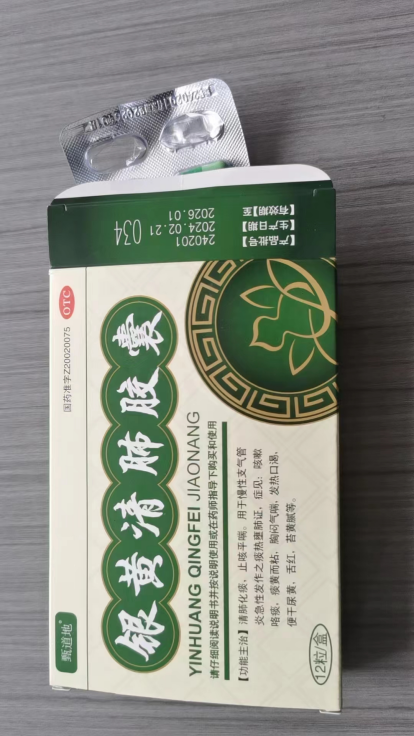 甄道地®
国药准字Z20020075
OTC
银黄清肺胶囊
YINHUANG QINGFEI JIAONANG
请仔细阅读说明书并按说明使用或在药师指导下购买和使用
【功能主治】清肺化痰，止咳平喘。用于慢性支气管
炎急性发作之痰热壅肺证，症见：咳嗽
咯痰，痰黄而粘，胸闷气喘，发热口渴，
便干尿黄，舌红，苔黄腻等。
12粒/盒
【产品批号】240201
【生产日期】2024.02.21
【有效期至】2026.01
034